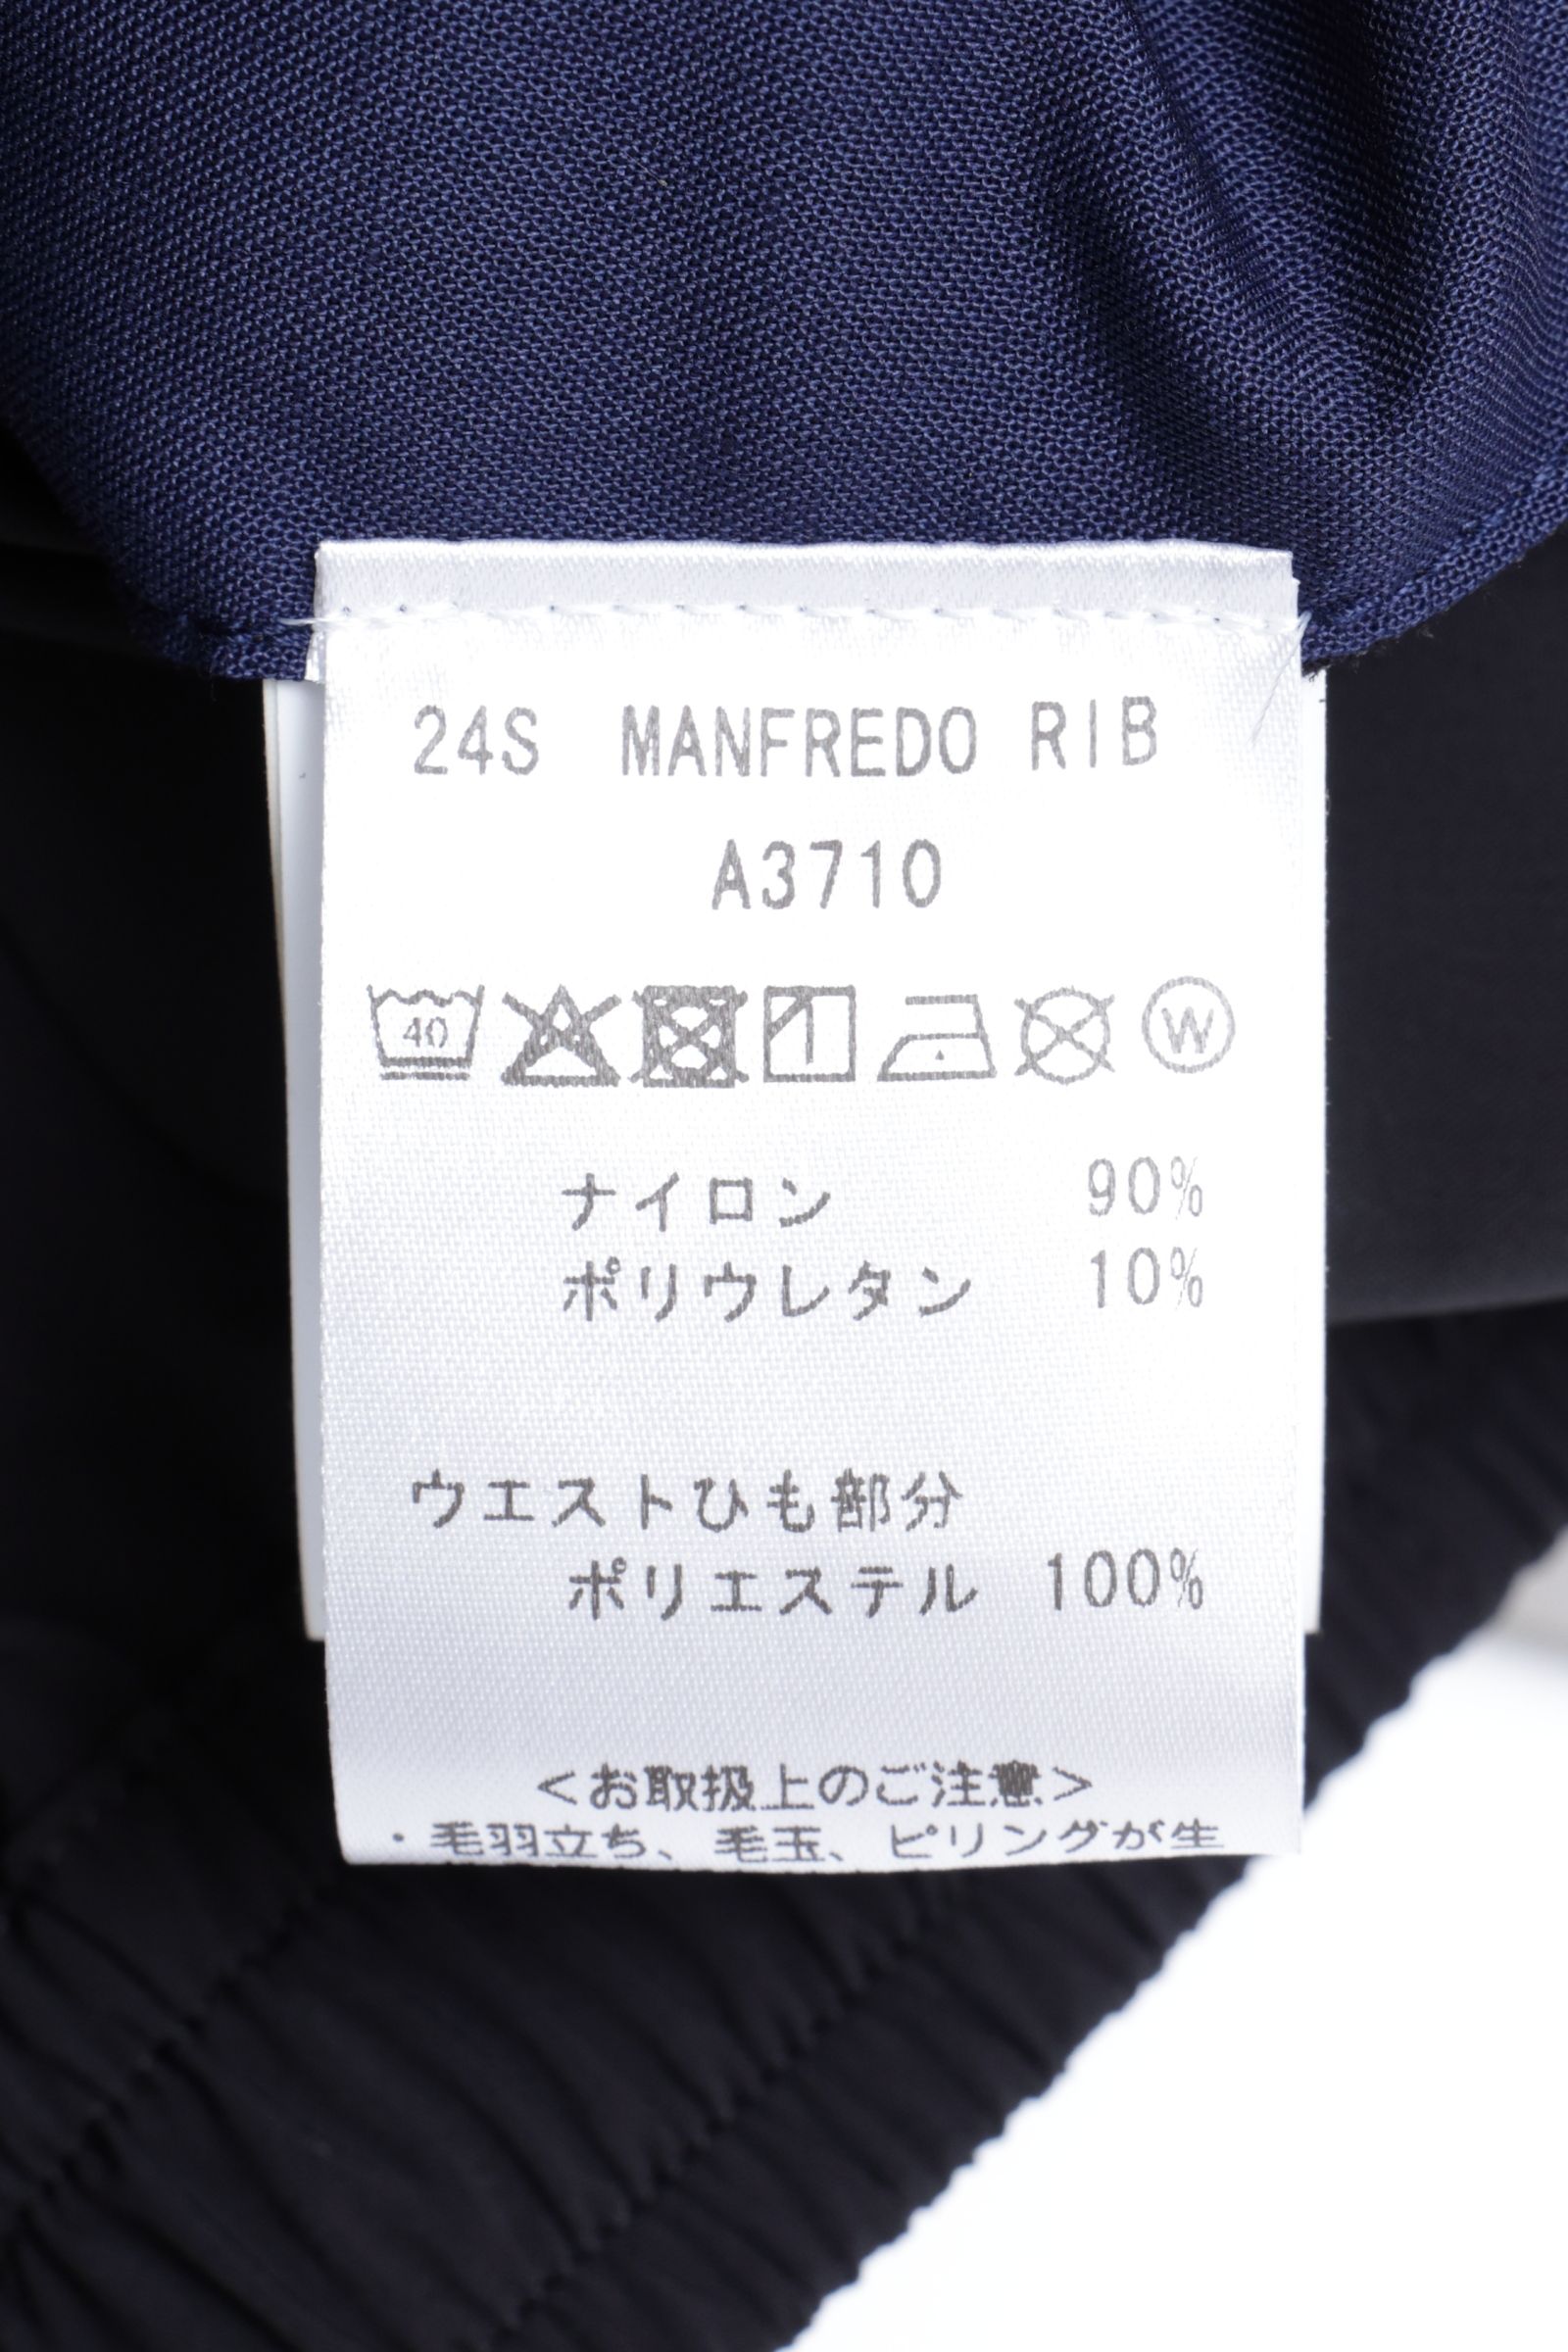 24S MANFREDO RIB
A3710
40 W
ナイロン 90%
ポリウレタン 10%
ウエストひも部分
ポリエステル 100%
＜お取扱上のご注意＞
・毛羽立ち、毛玉、ピリングが生